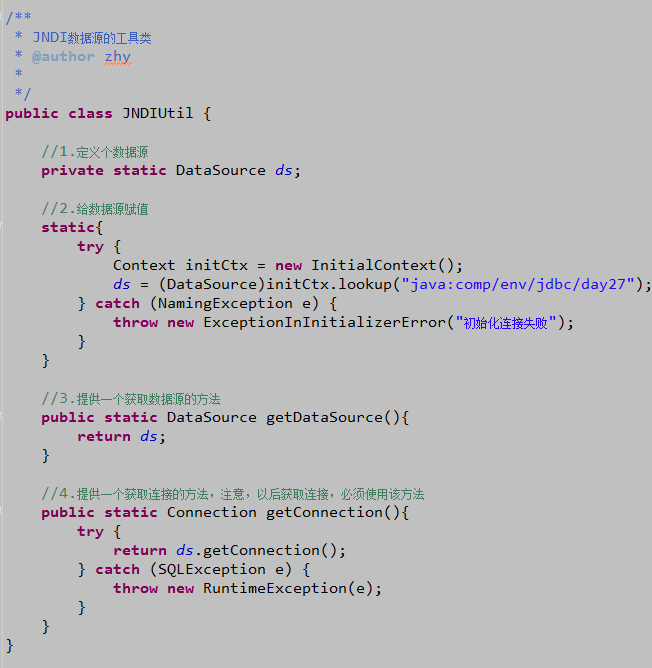 /**
 * JNDI数据源的工具类
 * @author zhy
 *
 */
public class JNDIUtil {
    //1.定义个数据源
    private static DataSource ds;
    //2.给数据源赋值
    static{
        try {
            Context initCtx = new InitialContext();
            ds = (DataSource)initCtx.lookup("java:comp/env/jdbc/day27");
        } catch (NamingException e) {
            throw new ExceptionInInitializerError("初始化连接失败");
        }
    }
    //3.提供一个获取数据源的方法
    public static DataSource getDataSource(){
        return ds;
    }
    //4.提供一个获取连接的方法，注意，以后获取连接，必须使用该方法
    public static Connection getConnection(){
        try {
            return ds.getConnection();
        } catch (SQLException e) {
            throw new RuntimeException(e);
        }
    }
}